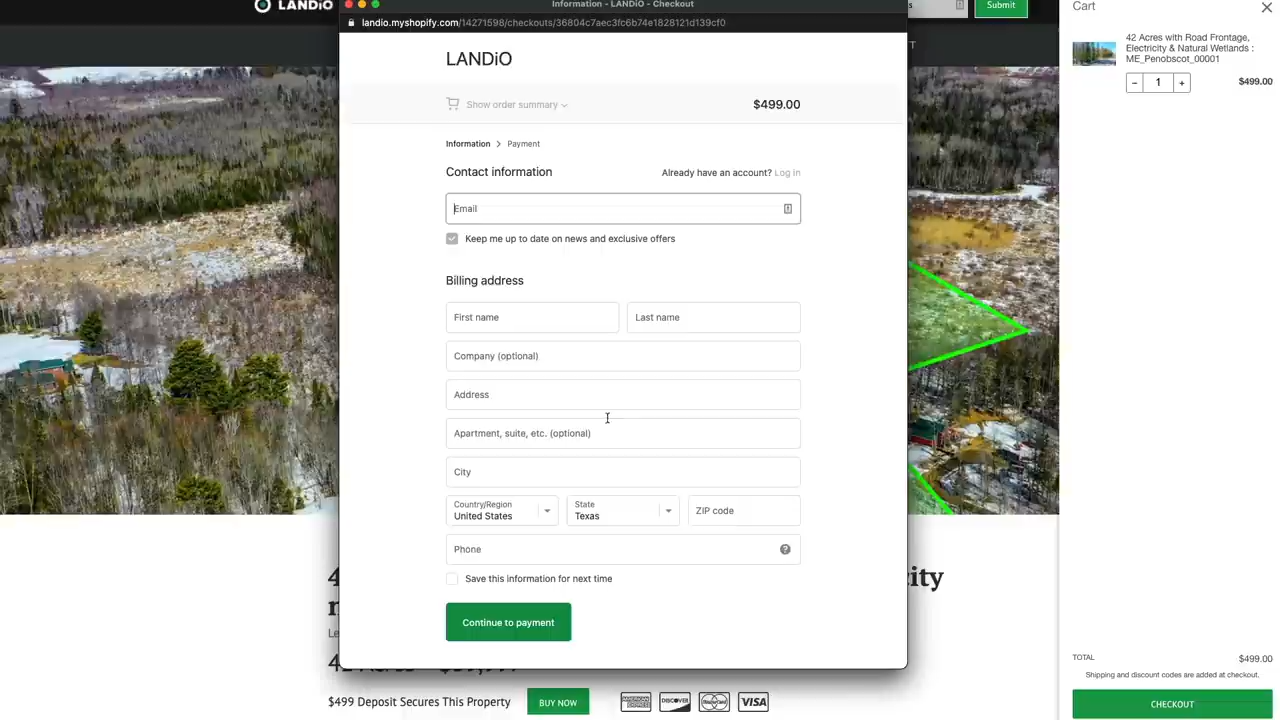 LANDiO
s
Submit
T
Information - LANDiO - Checkout
landio.myshopify.com/14271598/checkouts/36804c7aec3fc6b74e1828121d139cf0
LANDiO
Show order summary
$499.00
Information > Payment
Contact information
Already have an account? Log in
Email
Keep me up to date on news and exclusive offers
Billing address
First name
Last name
Company (optional)
Address
Apartment, suite, etc. (optional)
City
Country/Region
United States
State
Texas
ZIP code
Phone
Save this information for next time
Continue to payment
city
$499 Deposit Secures This Property
BUY NOW
AMERICAN EXPRESS
DISCOVER
MasterCard
VISA
Cart
42 Acres with Road Frontage,
Electricity & Natural Wetlands :
ME_Penobscot_00001
− 1 +
$499.00
TOTAL
$499.00
Shipping and discount codes are added at checkout.
CHECKOUT